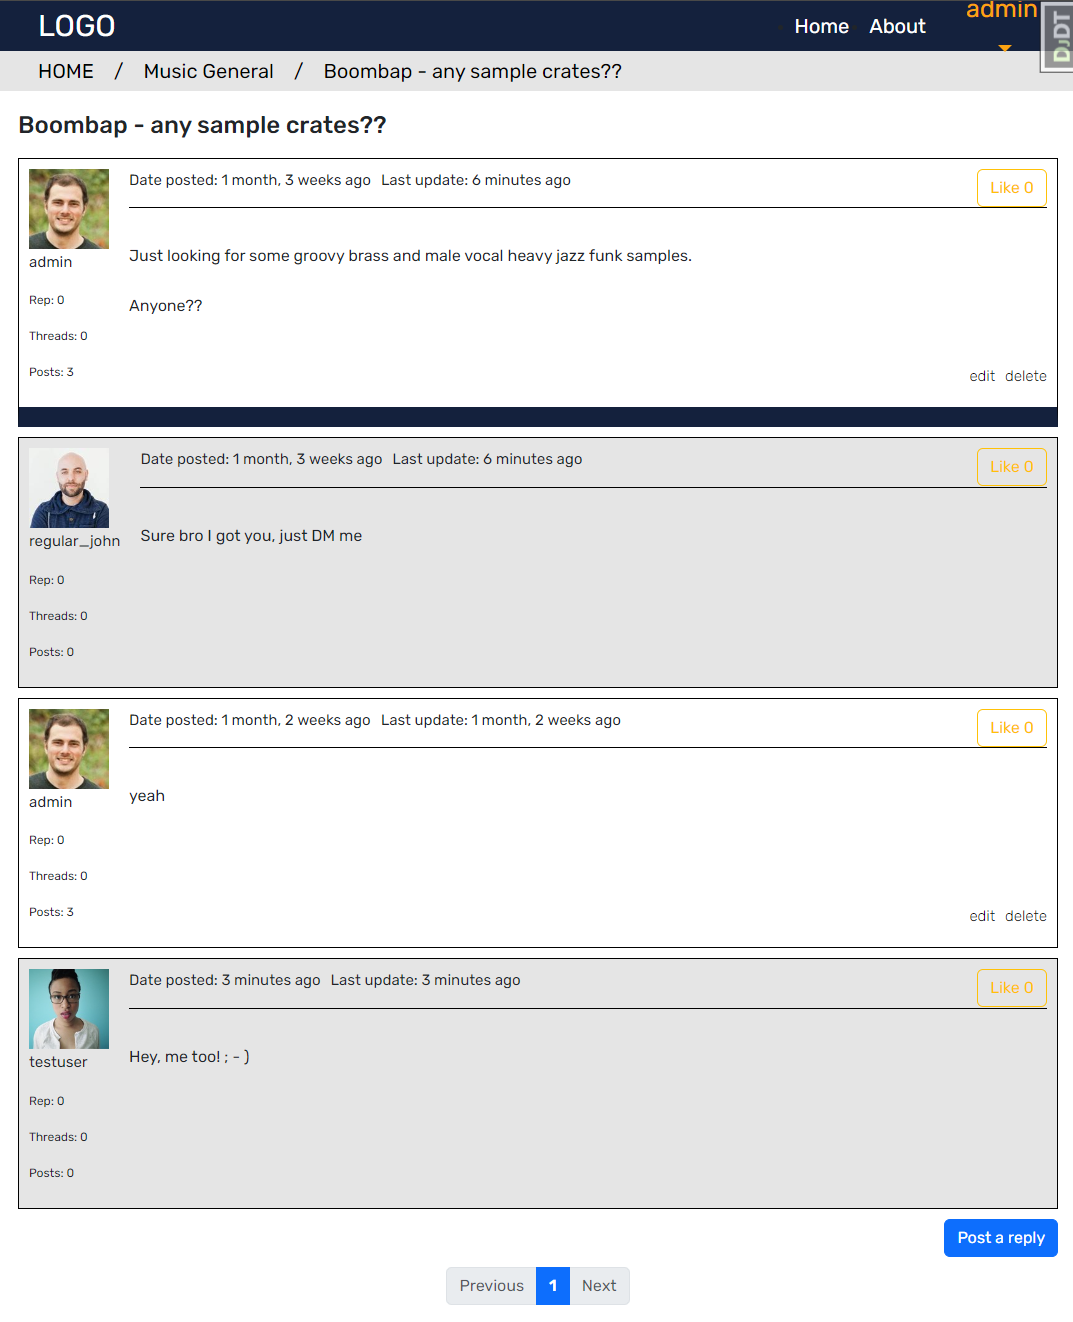 LOGO
Home About admin
DjDT
HOME / Music General / Boombap - any sample crates??
Boombap - any sample crates??
Date posted: 1 month, 3 weeks ago Last update: 6 minutes ago
Like 0
admin
Rep: 0
Threads: 0
Posts: 3
Just looking for some groovy brass and male vocal heavy jazz funk samples.
Anyone??
edit delete
Date posted: 1 month, 3 weeks ago Last update: 6 minutes ago
Like 0
regular_john
Rep: 0
Threads: 0
Posts: 0
Sure bro I got you, just DM me
Date posted: 1 month, 2 weeks ago Last update: 1 month, 2 weeks ago
Like 0
admin
Rep: 0
Threads: 0
Posts: 3
yeah
edit delete
Date posted: 3 minutes ago Last update: 3 minutes ago
Like 0
testuser
Rep: 0
Threads: 0
Posts: 0
Hey, me too! ; - )
Post a reply
Previous 1 Next